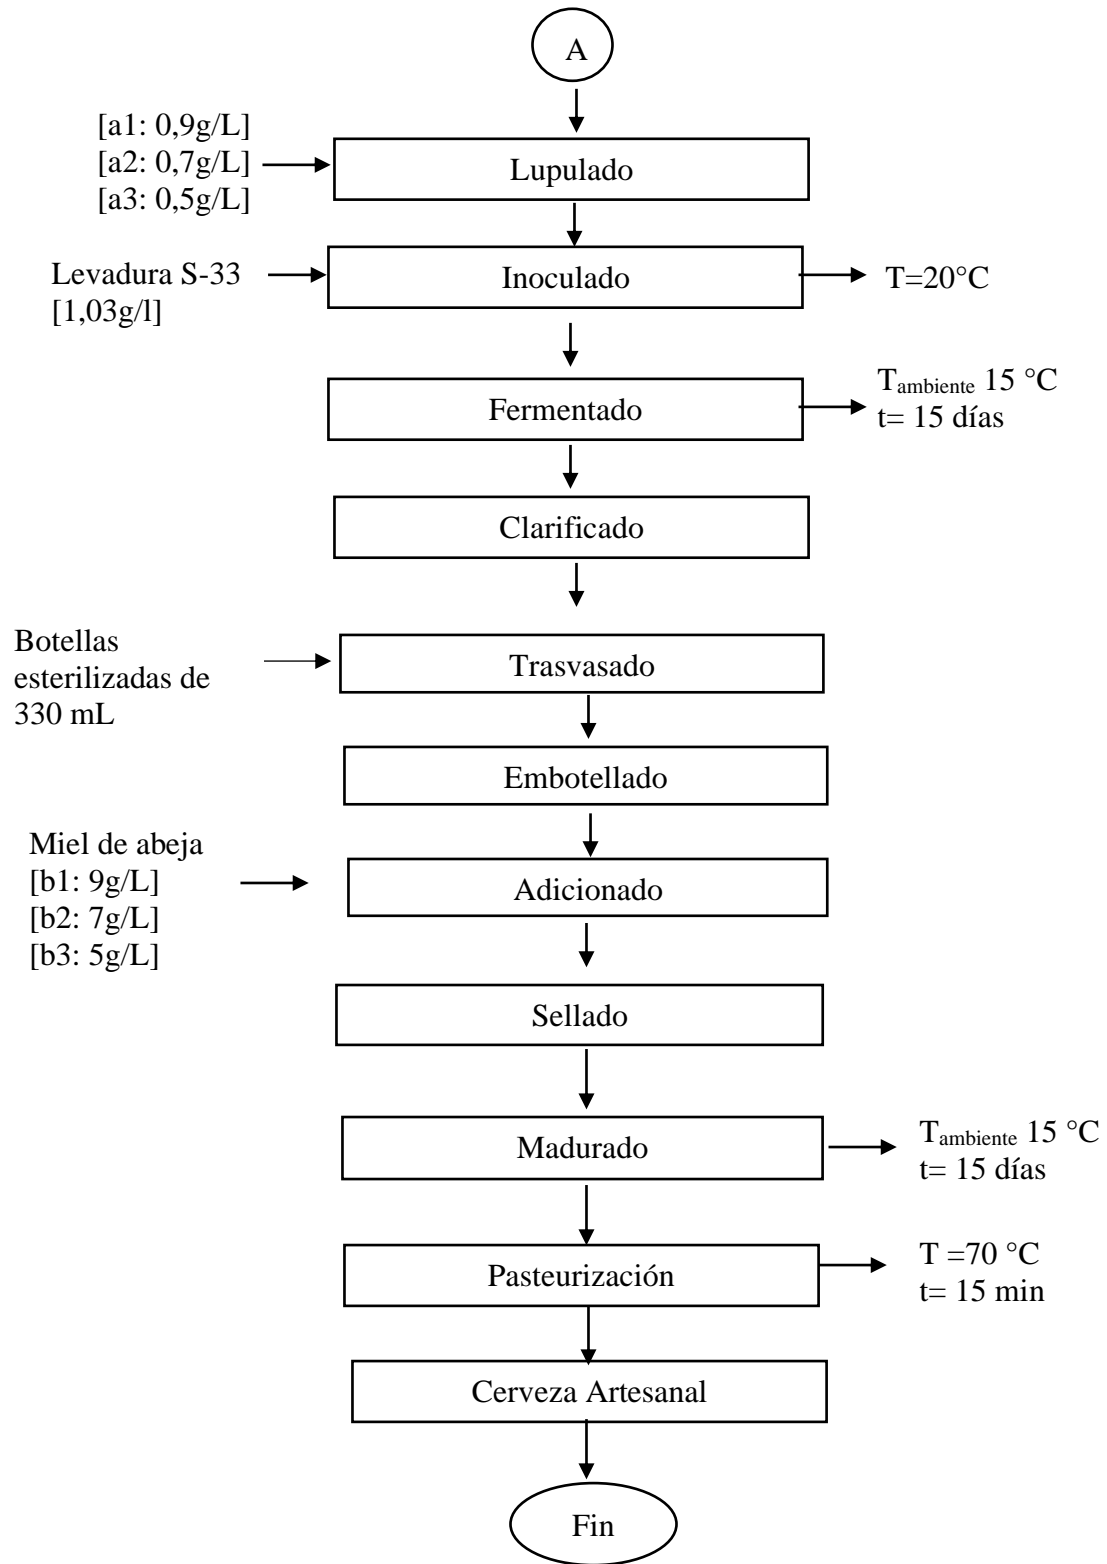 A
[a1: 0,9g/L]
[a2: 0,7g/L]
[a3: 0,5g/L]
Lupulado
Levadura S-33
[1,03g/l]
Inoculado
T=20°C
Fermentado
Tambiente 15 °C
t= 15 días
Clarificado
Botellas
esterilizadas de
330 mL
Trasvasado
Embotellado
Miel de abeja
[b1: 9g/L]
[b2: 7g/L]
[b3: 5g/L]
Adicionado
Sellado
Madurado
Tambiente 15 °C
t= 15 días
Pasteurización
T =70 °C
t= 15 min
Cerveza Artesanal
Fin